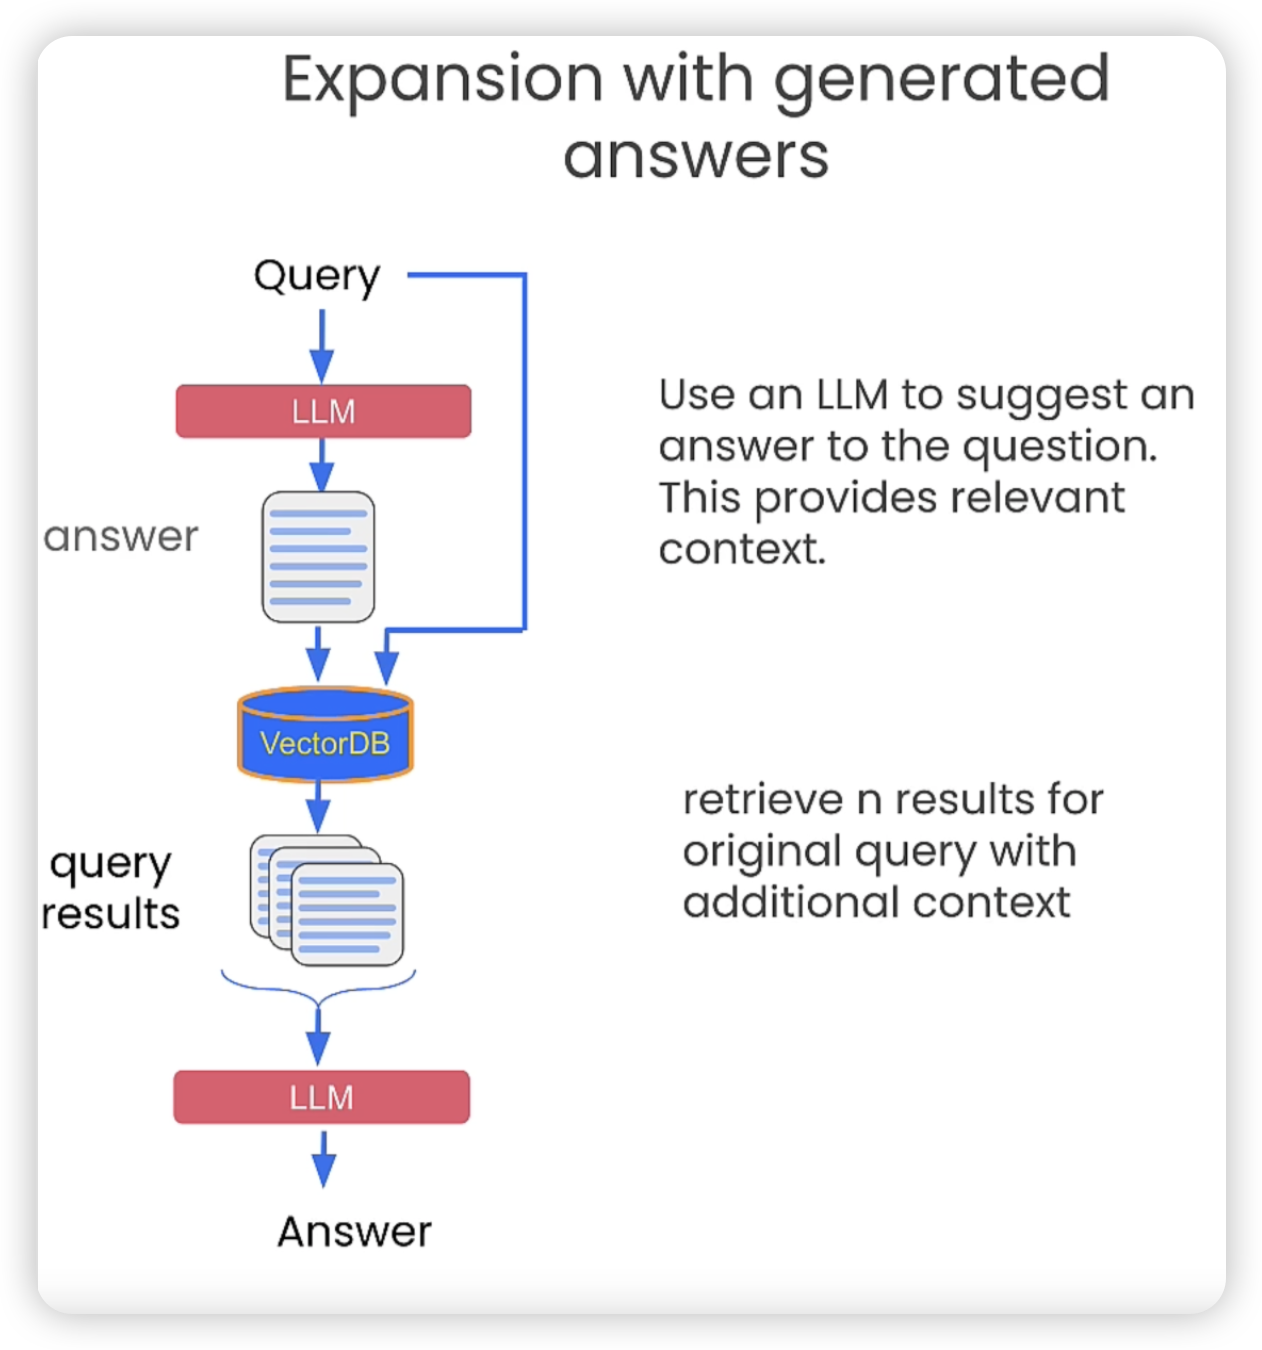 Expansion with generated
answers
Query
LLM
Use an LLM to suggest an
answer to the question.
This provides relevant
context.
answer
VectorDB
retrieve n results for
original query with
additional context
query
results
LLM
Answer